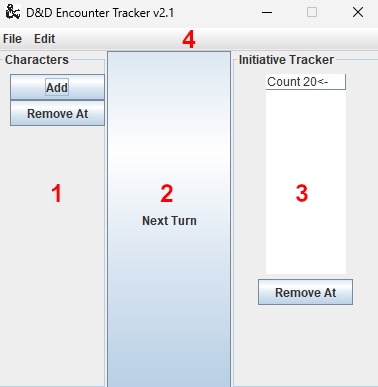 D&D Encounter Tracker v2.1
File Edit
4
Characters
Add
Remove At
1
2
Next Turn
Initiative Tracker
Count 20<-
3
Remove At